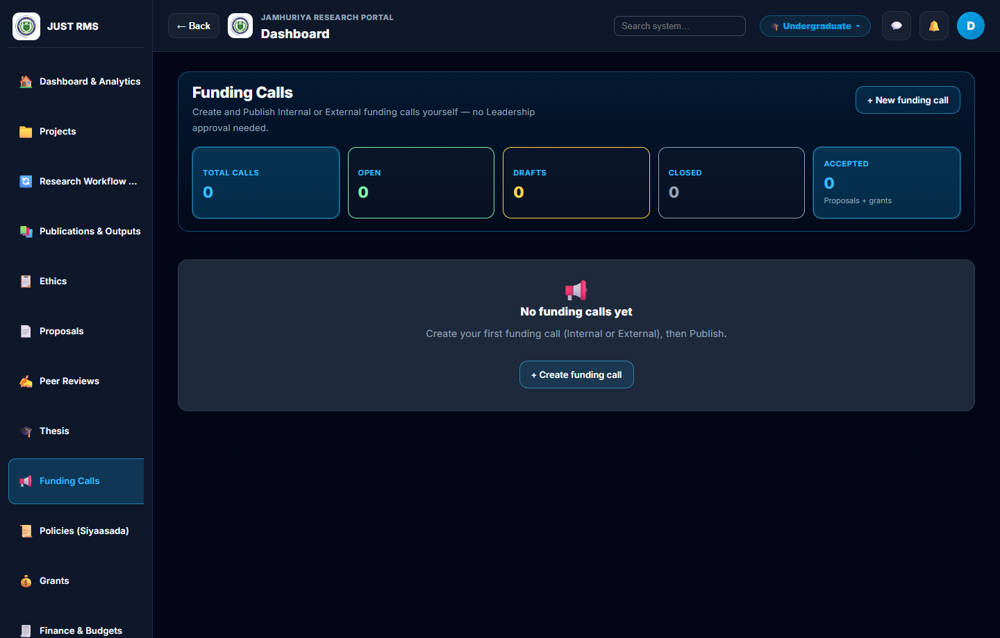 JUST RMS
Dashboard & Analytics
Projects
Research Workflow ...
Publications & Outputs
Ethics
Proposals
Peer Reviews
Thesis
Funding Calls
Policies (Siyaasada)
Grants
Finance & Budgets
← Back
JAMHURIYA RESEARCH PORTAL
Dashboard
Search system...
Undergraduate
D
Funding Calls
Create and Publish Internal or External funding calls yourself — no Leadership
approval needed.
+ New funding call
TOTAL CALLS
0
OPEN
0
DRAFTS
0
CLOSED
0
ACCEPTED
0
Proposals + grants
No funding calls yet
Create your first funding call (Internal or External), then Publish.
+ Create funding call